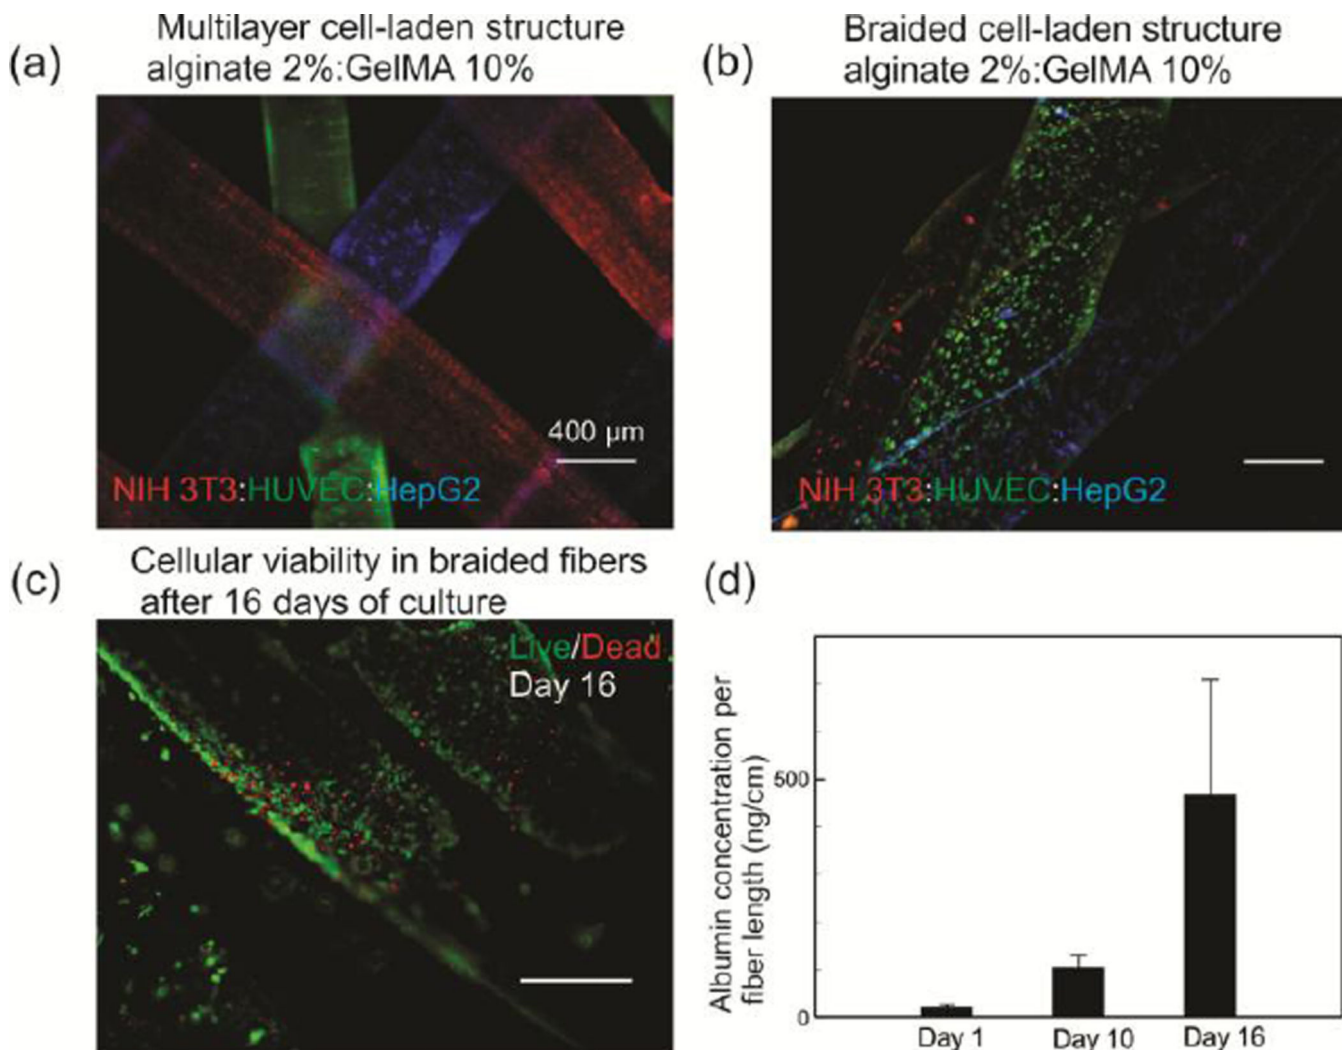 (a)
Multilayer cell-laden structure
alginate 2%:GelMA 10%
400 µm
NIH 3T3:HUVEC:HepG2
(b)
Braided cell-laden structure
alginate 2%:GelMA 10%
NIH 3T3:HUVEC:HepG2
(c)
Cellular viability in braided fibers
after 16 days of culture
Live/Dead
Day 16
(d)
Albumin concentration per
fiber length (ng/cm)
500
0
Day 1
Day 10
Day 16